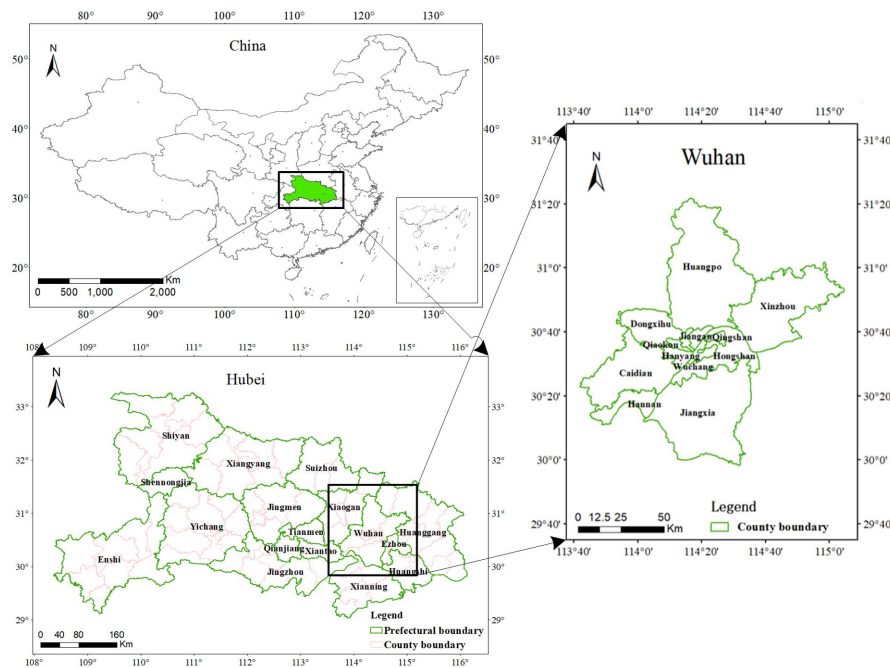 80° 90° 100° 110° 120° 130°
China
N
50° 50°
40° 40°
30° 30°
20° 20°
Km
0 500 1,000 2,000
80° 90° 100° 110° 120° 130°
108° 109° 110° 111° 112° 113° 114° 115° 116°
Hubei
N
33° 33°
32° 32°
31° 31°
30° 30°
29° 29°
Shiyan
Xiangyang
Suizhou
Shennongjia
Jingmen
Xiaogan
Yichang
Tianmen
Wuhan
Huanggang
Ezhou
Qianjiang
Xiantao
Enshi
Jingzhou
Huangshi
Xianning
Legend
Prefectural boundary
County boundary
0 40 80 160
Km
108° 109° 110° 111° 112° 113° 114° 115° 116°
113°40' 114°0' 114°20' 114°40' 115°0'
Wuhan
N
31°40' 31°40'
31°20' 31°20'
31°0' 31°0'
30°40' 30°40'
30°20' 30°20'
30°0' 30°0'
29°40' 29°40'
Huangpo
Xinzhou
Dongxihu
Jiangan
Qingshan
Qiaokou
Hanyang
Hongshan
Wuchang
Caidian
Hannan
Jiangxia
Legend
County boundary
0 12.5 25 50
Km
113°40' 114°0' 114°20' 114°40' 115°0'